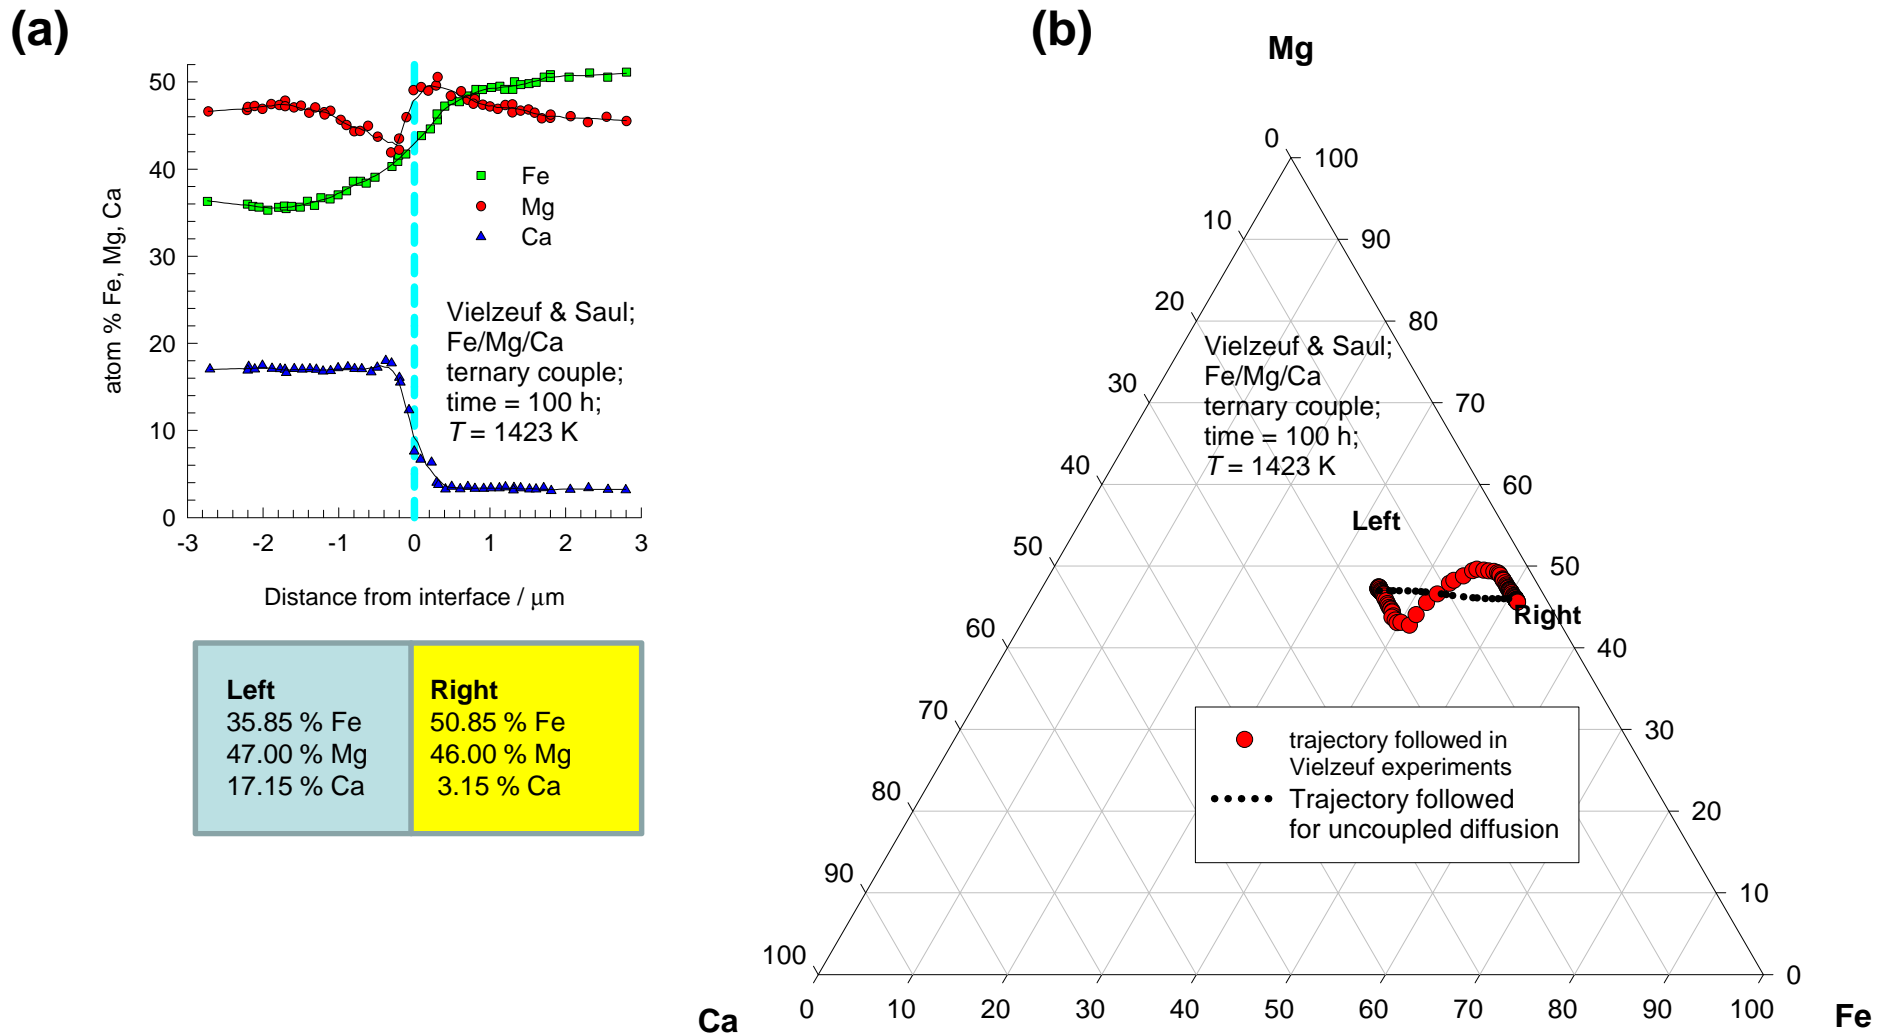 (a)
50
40
30
20
10
0
atom % Fe, Mg, Ca
-3 -2 -1 0 1 2 3
Distance from interface / μm
Fe
Mg
Ca
Vielzeuf & Saul;
Fe/Mg/Ca
ternary couple;
time = 100 h;
T = 1423 K
Left
35.85 % Fe
47.00 % Mg
17.15 % Ca
Right
50.85 % Fe
46.00 % Mg
3.15 % Ca
(b)
Mg
0 100
10 90
20 80
30 70
40 60
50 50
60 40
70 30
80 20
90 10
100 0
Vielzeuf & Saul;
Fe/Mg/Ca
ternary couple;
time = 100 h;
T = 1423 K
Left
Right
trajectory followed in
Vielzeuf experiments
Trajectory followed
for uncoupled diffusion
0 10 20 30 40 50 60 70 80 90 100
Ca
Fe